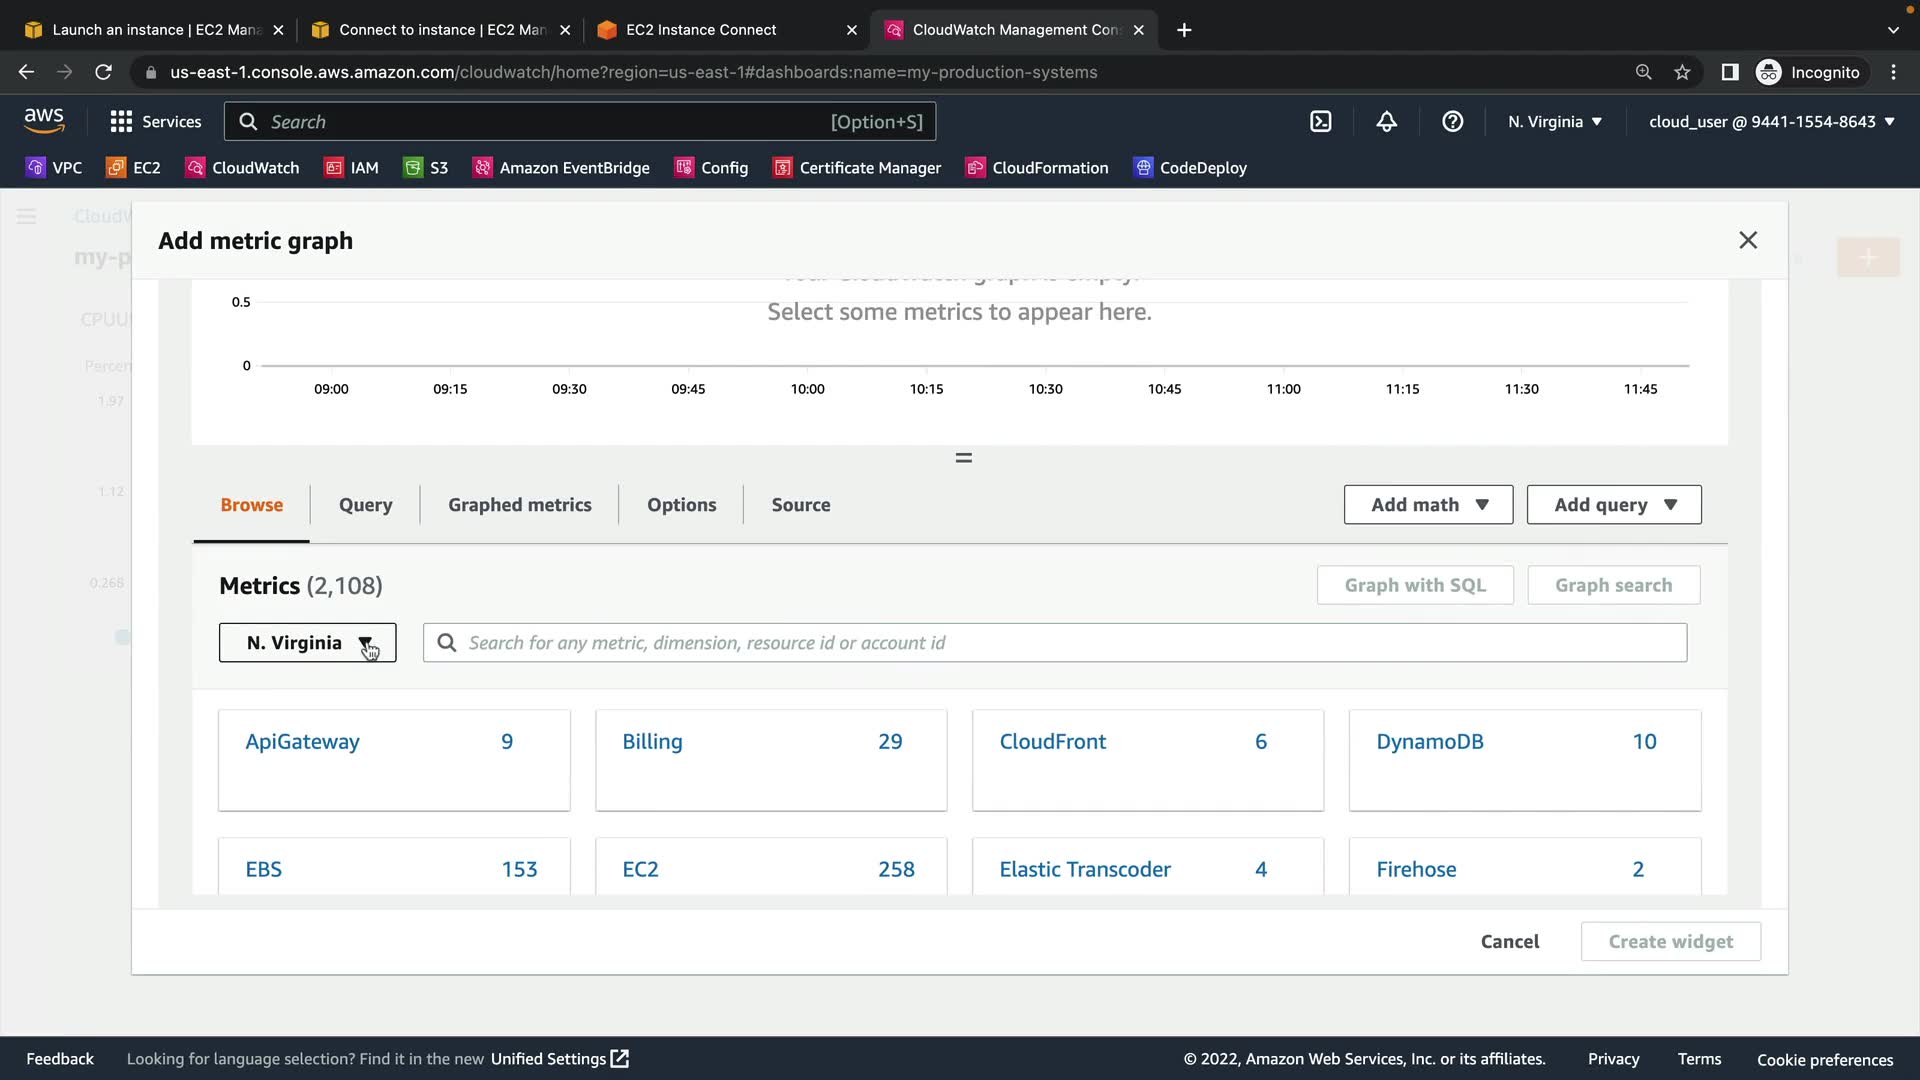 Launch an instance | EC2 Mana
Connect to instance | EC2 Man
EC2 Instance Connect
CloudWatch Management Con
us-east-1.console.aws.amazon.com/cloudwatch/home?region=us-east-1#dashboards:name=my-production-systems
Incognito
aws
Services
Search
[Option+S]
N. Virginia
cloud_user @ 9441-1554-8643
VPC
EC2
CloudWatch
IAM
S3
Amazon EventBridge
Config
Certificate Manager
CloudFormation
CodeDeploy
CloudW
my-p
CPUU
Percen
1.97
1.12
0.268
Add metric graph
Select some metrics to appear here.
0.5
0
09:00 09:15 09:30 09:45 10:00 10:15 10:30 10:45 11:00 11:15 11:30 11:45
Browse
Query
Graphed metrics
Options
Source
Add math
Add query
Metrics (2,108)
Graph with SQL
Graph search
N. Virginia
Search for any metric, dimension, resource id or account id
ApiGateway 9
Billing 29
CloudFront 6
DynamoDB 10
EBS 153
EC2 258
Elastic Transcoder 4
Firehose 2
Cancel
Create widget
Feedback
Looking for language selection? Find it in the new Unified Settings
© 2022, Amazon Web Services, Inc. or its affiliates.
Privacy
Terms
Cookie preferences